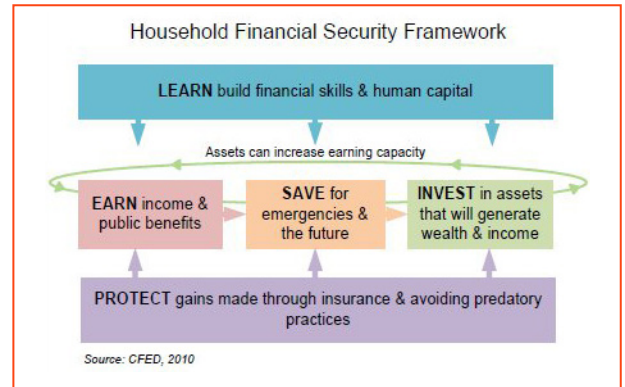 Household Financial Security Framework
LEARN build financial skills & human capital
Assets can increase earning capacity
EARN income &
public benefits
SAVE for
emergencies &
the future
INVEST in assets
that will generate
wealth & income
PROTECT gains made through insurance & avoiding predatory
practices
Source: CFED, 2010